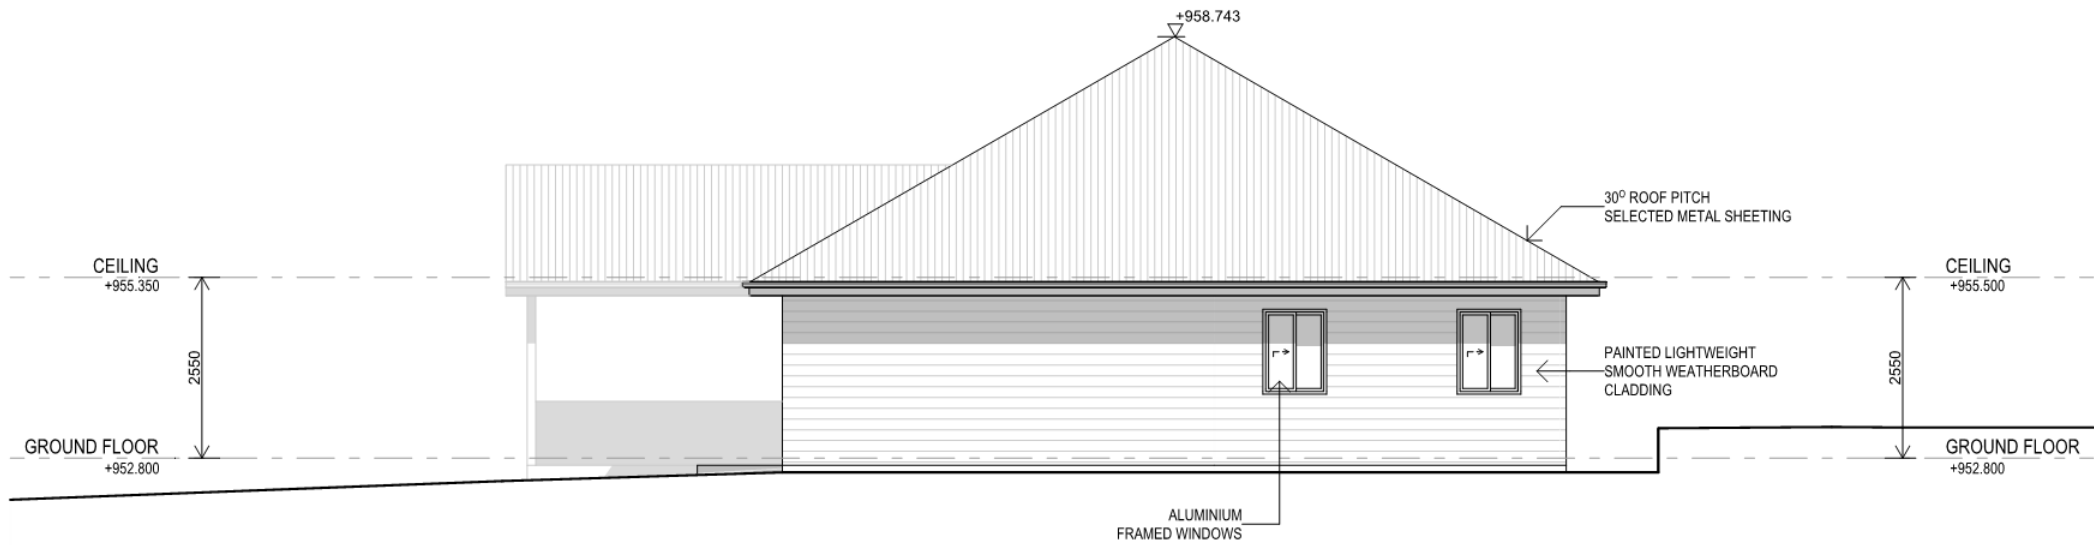 +958.743
30° ROOF PITCH
SELECTED METAL SHEETING
CEILING
+955.350
CEILING
+955.500
2550
2550
PAINTED LIGHTWEIGHT
SMOOTH WEATHERBOARD
CLADDING
GROUND FLOOR
+952.800
GROUND FLOOR
+952.800
ALUMINIUM
FRAMED WINDOWS